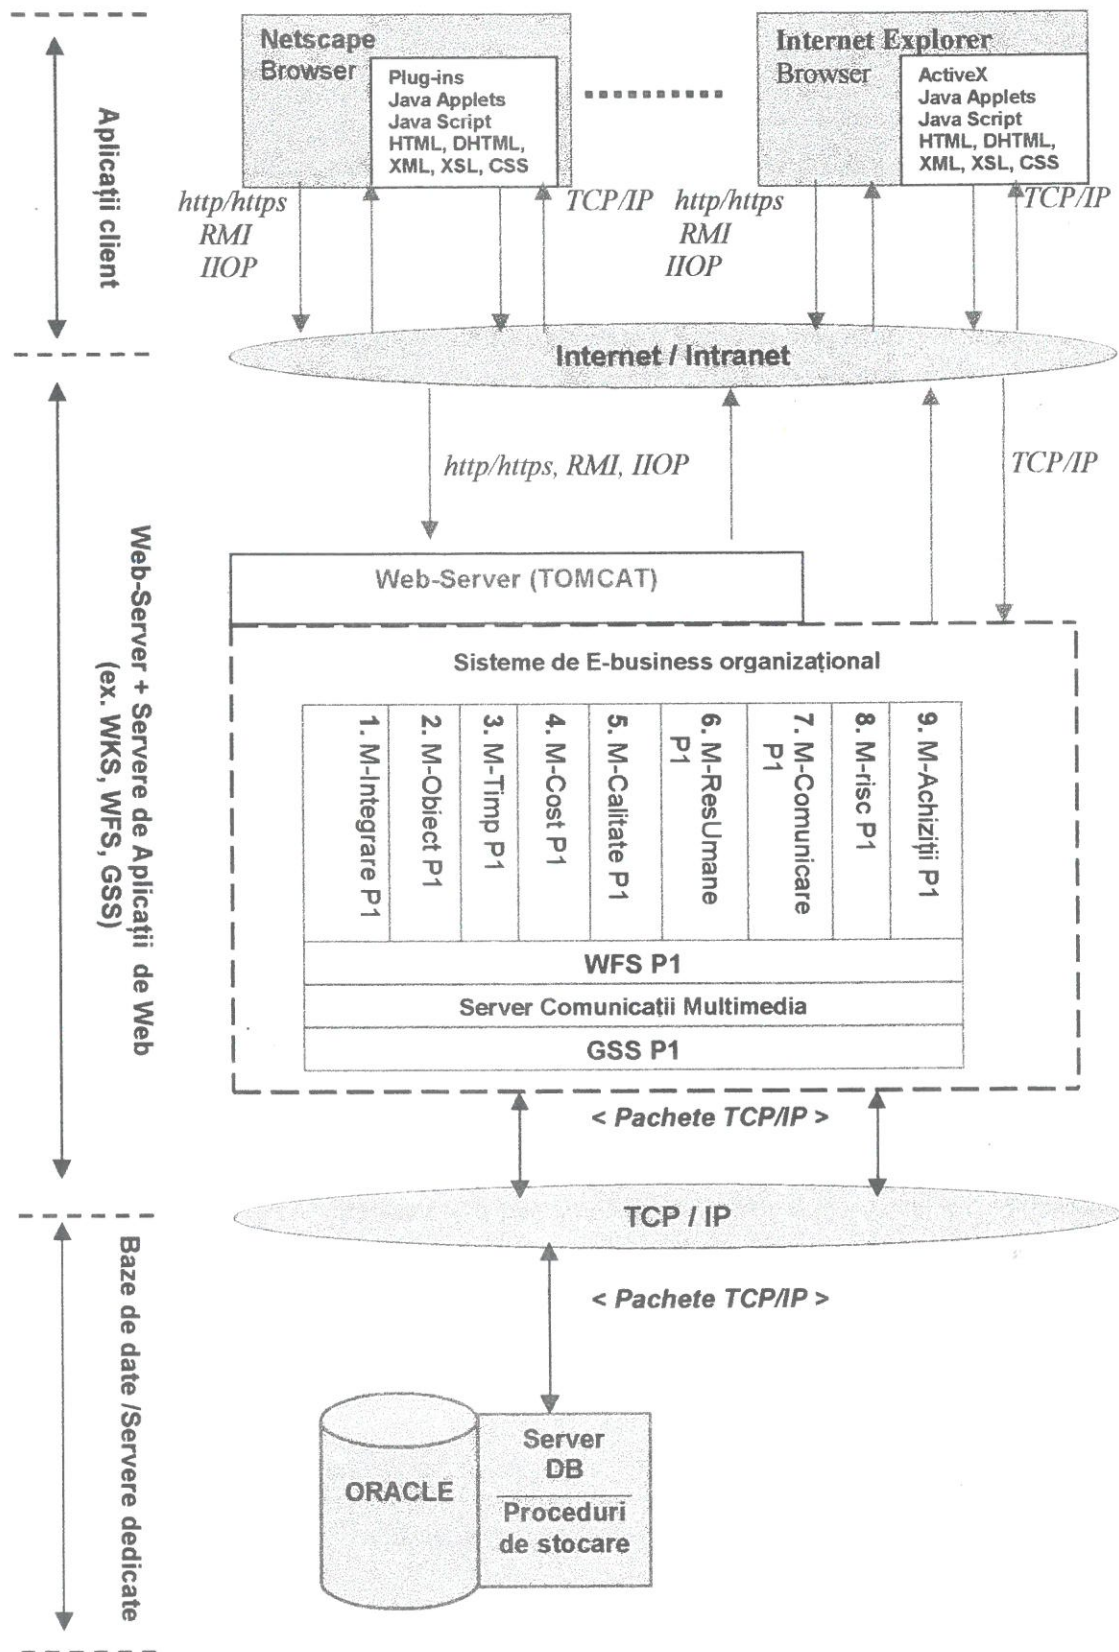 Netscape
Browser
Plug-ins
Java Applets
Java Script
HTML, DHTML,
XML, XSL, CSS
Internet Explorer
Browser
ActiveX
Java Applets
Java Script
HTML, DHTML,
XML, XSL, CSS
Aplicații client
http/https
RMI
IIOP
TCP/IP
http/https
RMI
IIOP
TCP/IP
Internet / Intranet
http/https, RMI, IIOP
TCP/IP
Web-Server + Servere de Aplicații de Web
(ex. WKS, WFS, GSS)
Web-Server (TOMCAT)
Sisteme de E-business organizațional
1. M-Integrare P1
2. M-Obiect P1
3. M-Timp P1
4. M-Cost P1
5. M-Calitate P1
6. M-ResUmane
P1
7. M-Comunicare
P1
8. M-risc P1
9. M-Achiziții P1
WFS P1
Server Comunicații Multimedia
GSS P1
< Pachete TCP/IP >
TCP / IP
Baze de date /Servere dedicate
< Pachete TCP/IP >
ORACLE
Server
DB
Proceduri
de stocare